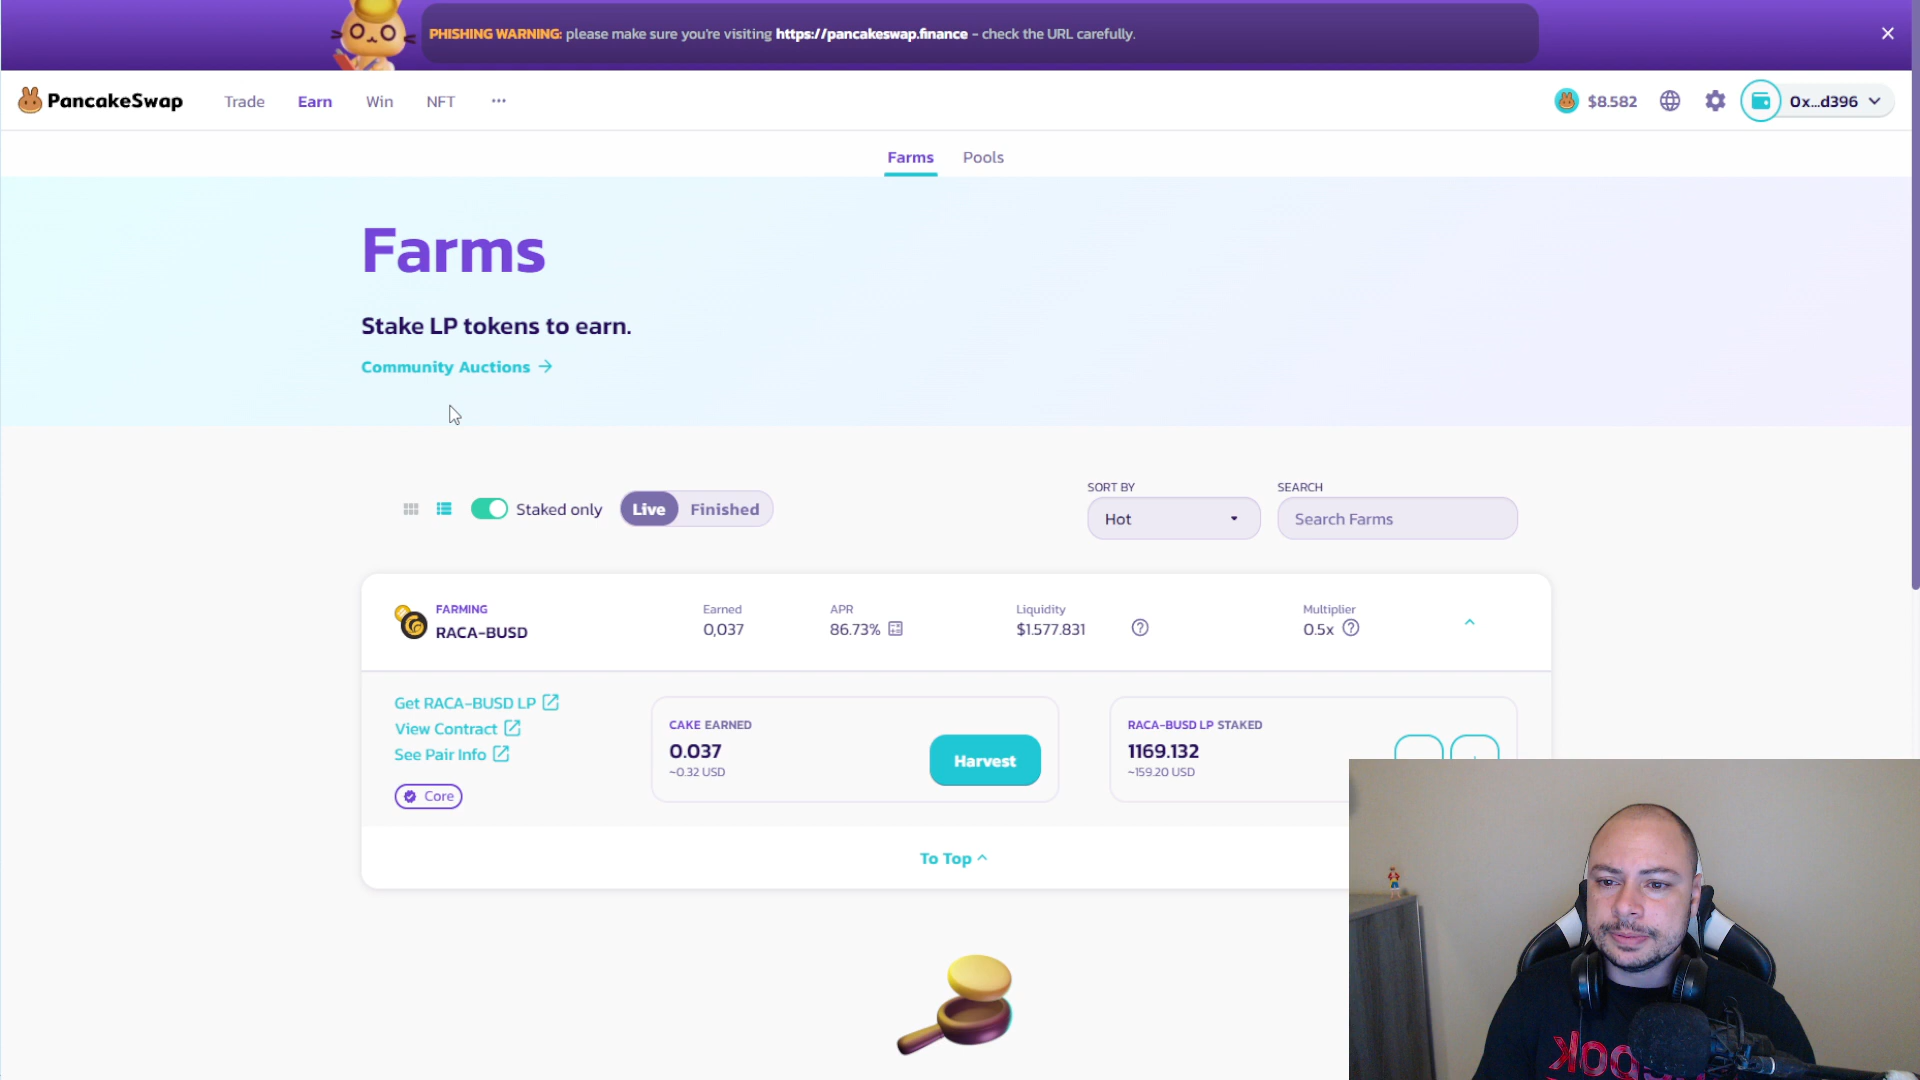 PHISHING WARNING: please make sure you're visiting https://pancakeswap.finance - check the URL carefully.
PancakeSwap Trade Earn Win NFT ... $8.582 0x...d396
Farms Pools
Farms
Stake LP tokens to earn.
Community Auctions
Staked only Live Finished
SORT BY
Hot
SEARCH
Search Farms
FARMING
RACA-BUSD
Earned
0,037
APR
86.73%
Liquidity
$1.577.831
Multiplier
0.5x
Get RACA-BUSD LP
View Contract
See Pair Info
Core
CAKE EARNED
0.037
~0.32 USD
Harvest
RACA-BUSD LP STAKED
1169.132
~159.20 USD
To Top